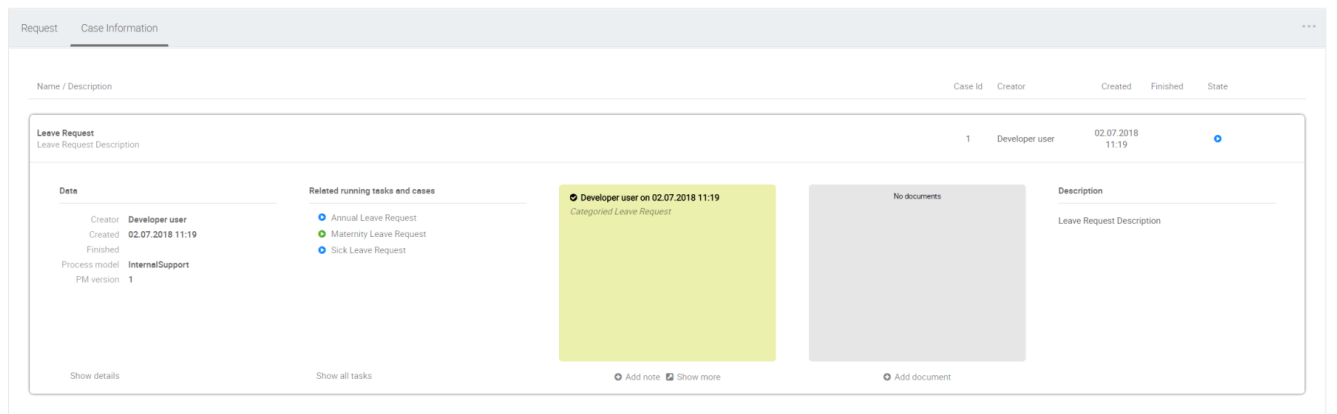 Request Case Information
Name / Description Case Id Creator Created Finished State
Leave Request
Leave Request Description
1 Developer user 02.07.2018
11:19
Data
Creator Developer user
Created 02.07.2018 11:19
Finished
Process model InternalSupport
PM version 1
Show details
Related running tasks and cases
Annual Leave Request
Maternity Leave Request
Sick Leave Request
Show all tasks
Developer user on 02.07.2018 11:19
Categoried Leave Request
Add note Show more
No documents
Add document
Description
Leave Request Description